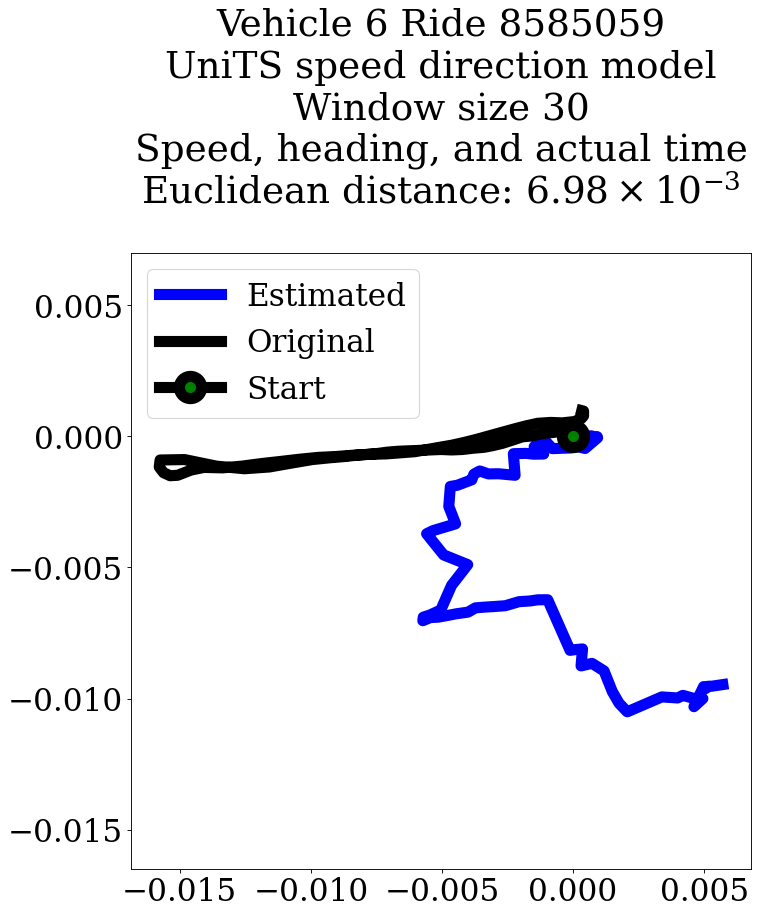 Vehicle 6 Ride 8585059
UniTS speed direction model
Window size 30
Speed, heading, and actual time
Euclidean distance: 6.98 × 10⁻³
Estimated
Original
Start
0.005
0.000
−0.005
−0.010
−0.015
−0.015 −0.010 −0.005 0.000 0.005